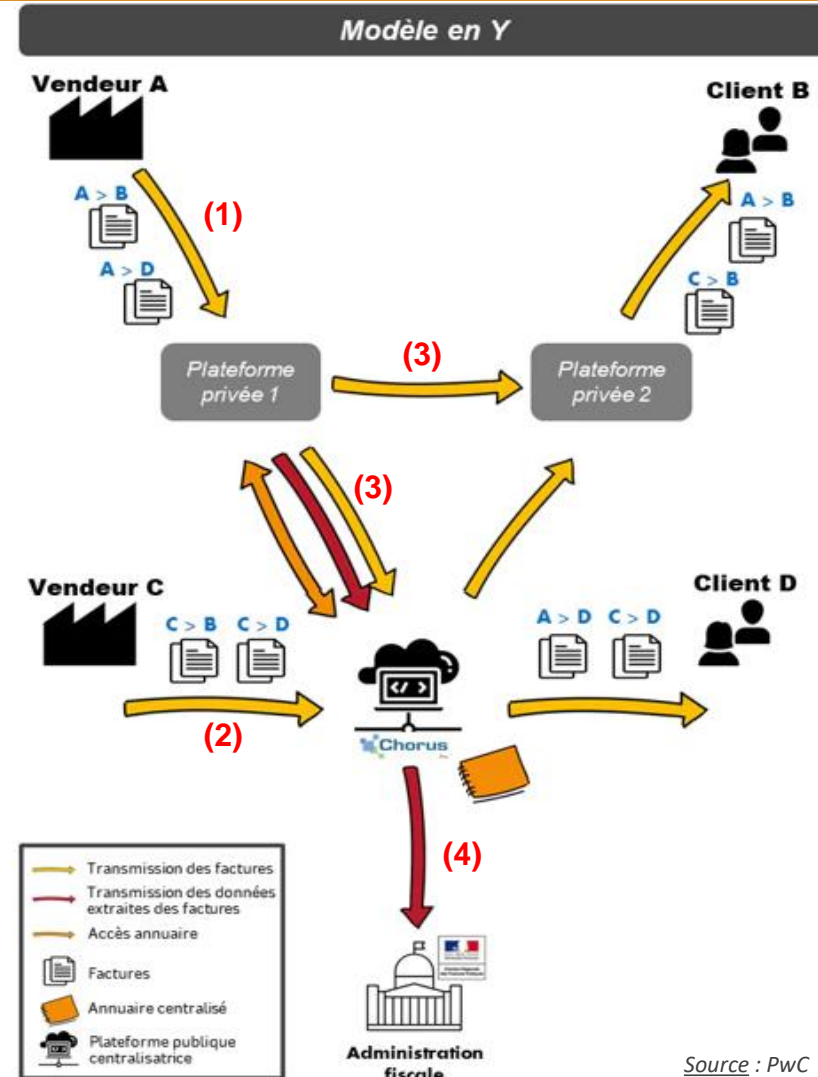 Modèle en Y
Vendeur A
Client B
A > B
(1)
A > D
A > B
C > B
Plateforme
privée 1
(3)
Plateforme
privée 2
(3)
Vendeur C
Client D
C > B C > D
A > D C > D
</>
(2)
Chorus
(4)
Transmission des factures
Transmission des données
extraites des factures
Accès annuaire
Factures
Annuaire centralisé
Plateforme publique
centralisatrice
Administration
fiscale
Source : PwC